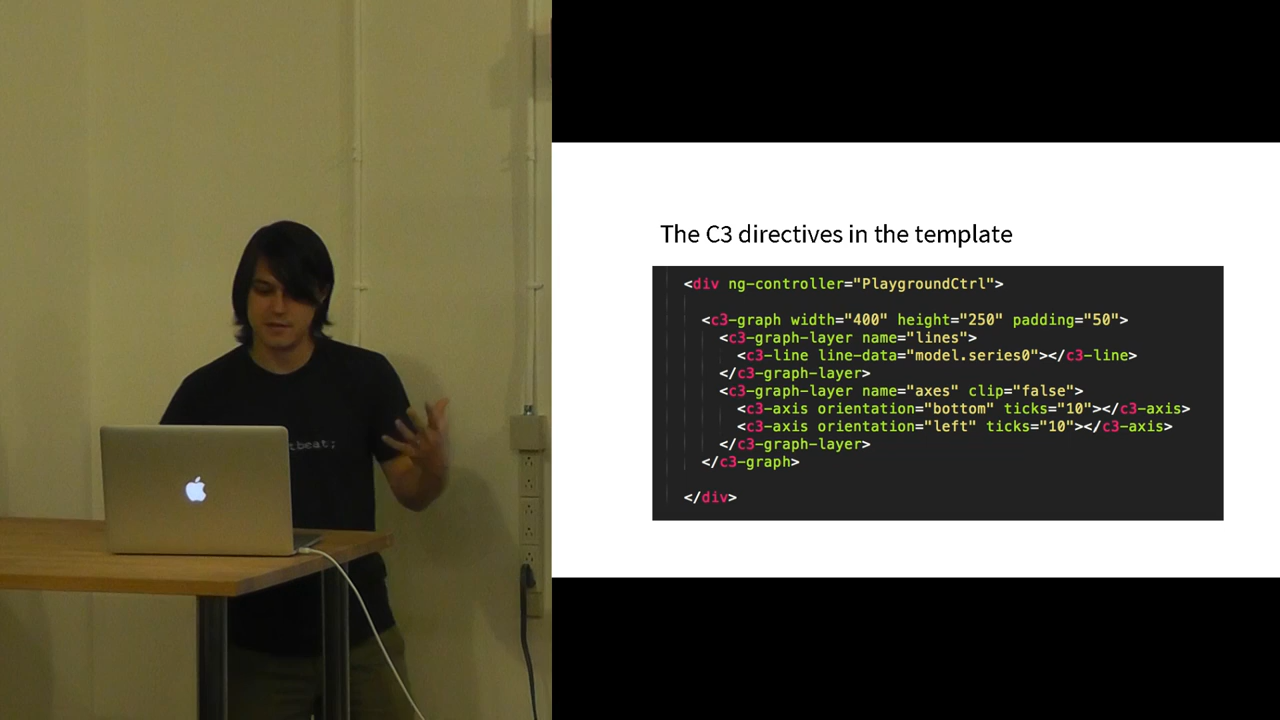 tbeat;
The C3 directives in the template
<div ng-controller="PlaygroundCtrl">
<c3-graph width="400" height="250" padding="50">
<c3-graph-layer name="lines">
<c3-line line-data="model.series0"></c3-line>
</c3-graph-layer>
<c3-graph-layer name="axes" clip="false">
<c3-axis orientation="bottom" ticks="10"></c3-axis>
<c3-axis orientation="left" ticks="10"></c3-axis>
</c3-graph-layer>
</c3-graph>
</div>